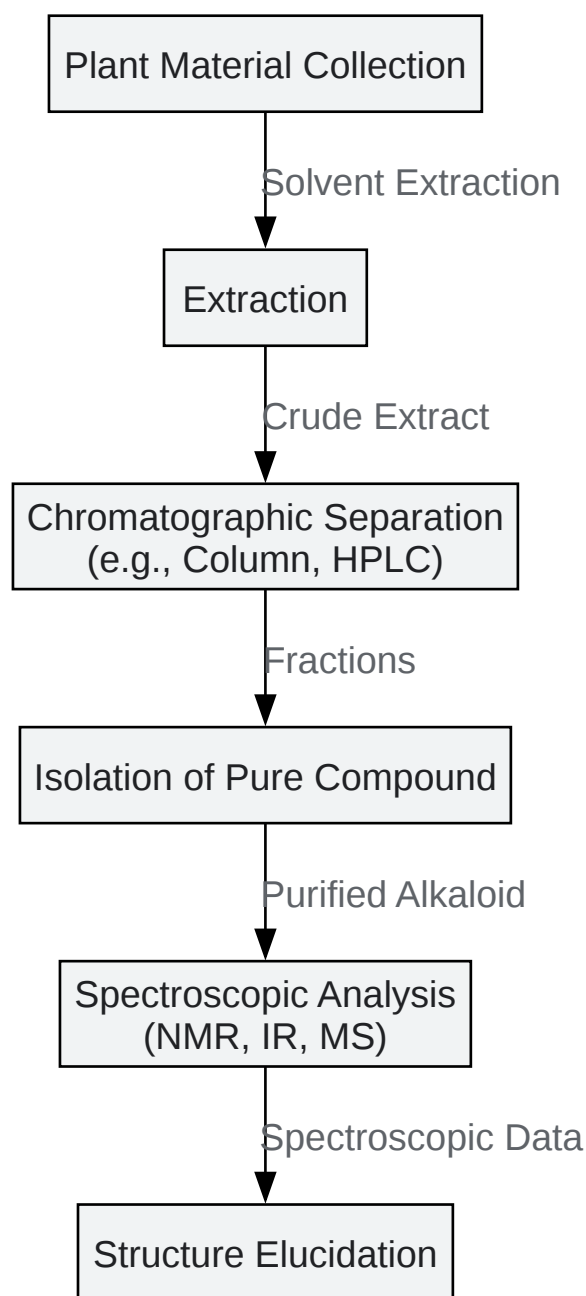 Plant Material Collection
Solvent Extraction
Extraction
Crude Extract
Chromatographic Separation
(e.g., Column, HPLC)
Fractions
Isolation of Pure Compound
Purified Alkaloid
Spectroscopic Analysis
(NMR, IR, MS)
Spectroscopic Data
Structure Elucidation